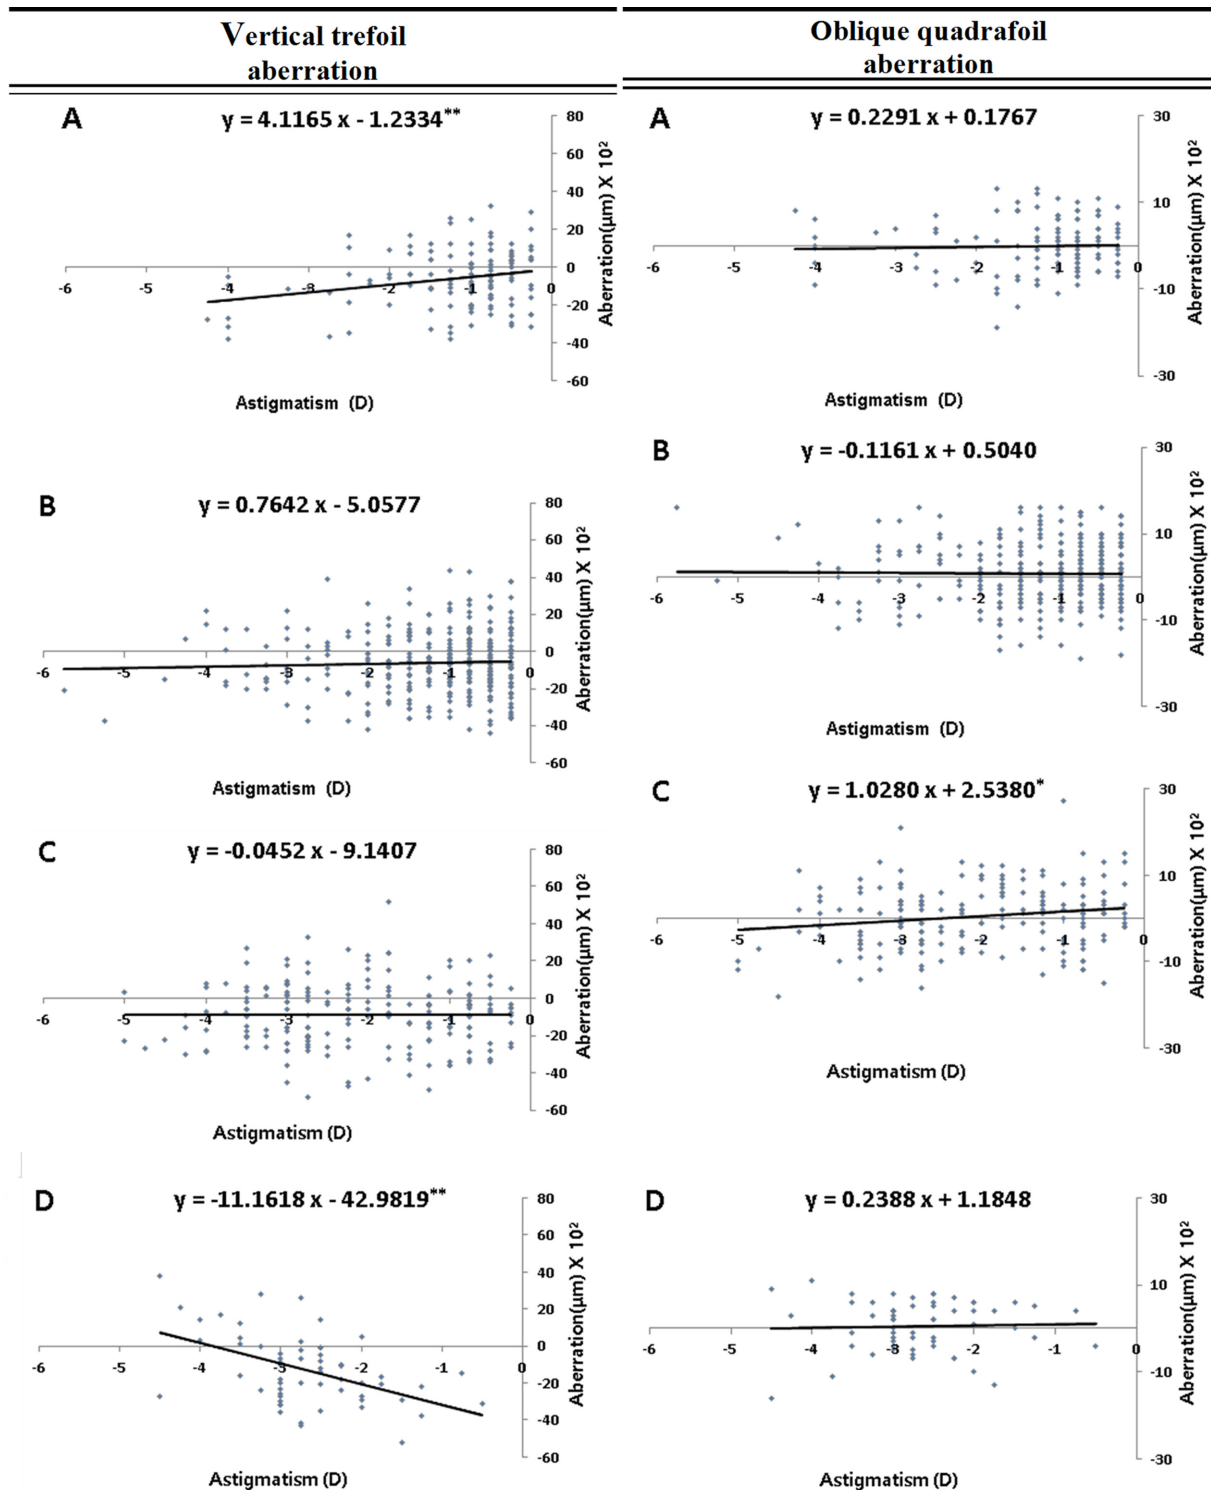 Vertical trefoil
aberration
Oblique quadrafoil
aberration
A
y = 4.1165 x - 1.2334**
80
60
40
20
0
-20
-40
-60
-6
-5
-4
-3
-2
-1
0
Aberration(µm) X 10²
Astigmatism (D)
B
y = 0.7642 x - 5.0577
80
60
40
20
0
-20
-40
-60
-6
-5
-4
-3
-2
-1
0
Aberration(µm) X 10²
Astigmatism (D)
C
y = -0.0452 x - 9.1407
80
60
40
20
0
-20
-40
-60
-6
-5
-4
-3
-2
-1
0
Aberration(µm) X 10²
Astigmatism (D)
D
y = -11.1618 x - 42.9819**
80
60
40
20
0
-20
-40
-60
-6
-5
-4
-3
-2
-1
0
Aberration(µm) X 10²
Astigmatism (D)
A
y = 0.2291 x + 0.1767
30
10
-10
-30
-6
-5
-4
-3
-2
-1
0
Aberration(µm) X 10²
Astigmatism (D)
B
y = -0.1161 x + 0.5040
30
10
-10
-30
-6
-5
-4
-3
-2
-1
0
Aberration(µm) X 10²
Astigmatism (D)
C
y = 1.0280 x + 2.5380*
30
10
-10
-30
-6
-5
-4
-3
-2
-1
0
Aberration(µm) X 10²
Astigmatism (D)
D
y = 0.2388 x + 1.1848
30
10
-10
-30
-6
-5
-4
-3
-2
-1
0
Aberration(µm) X 10²
Astigmatism (D)